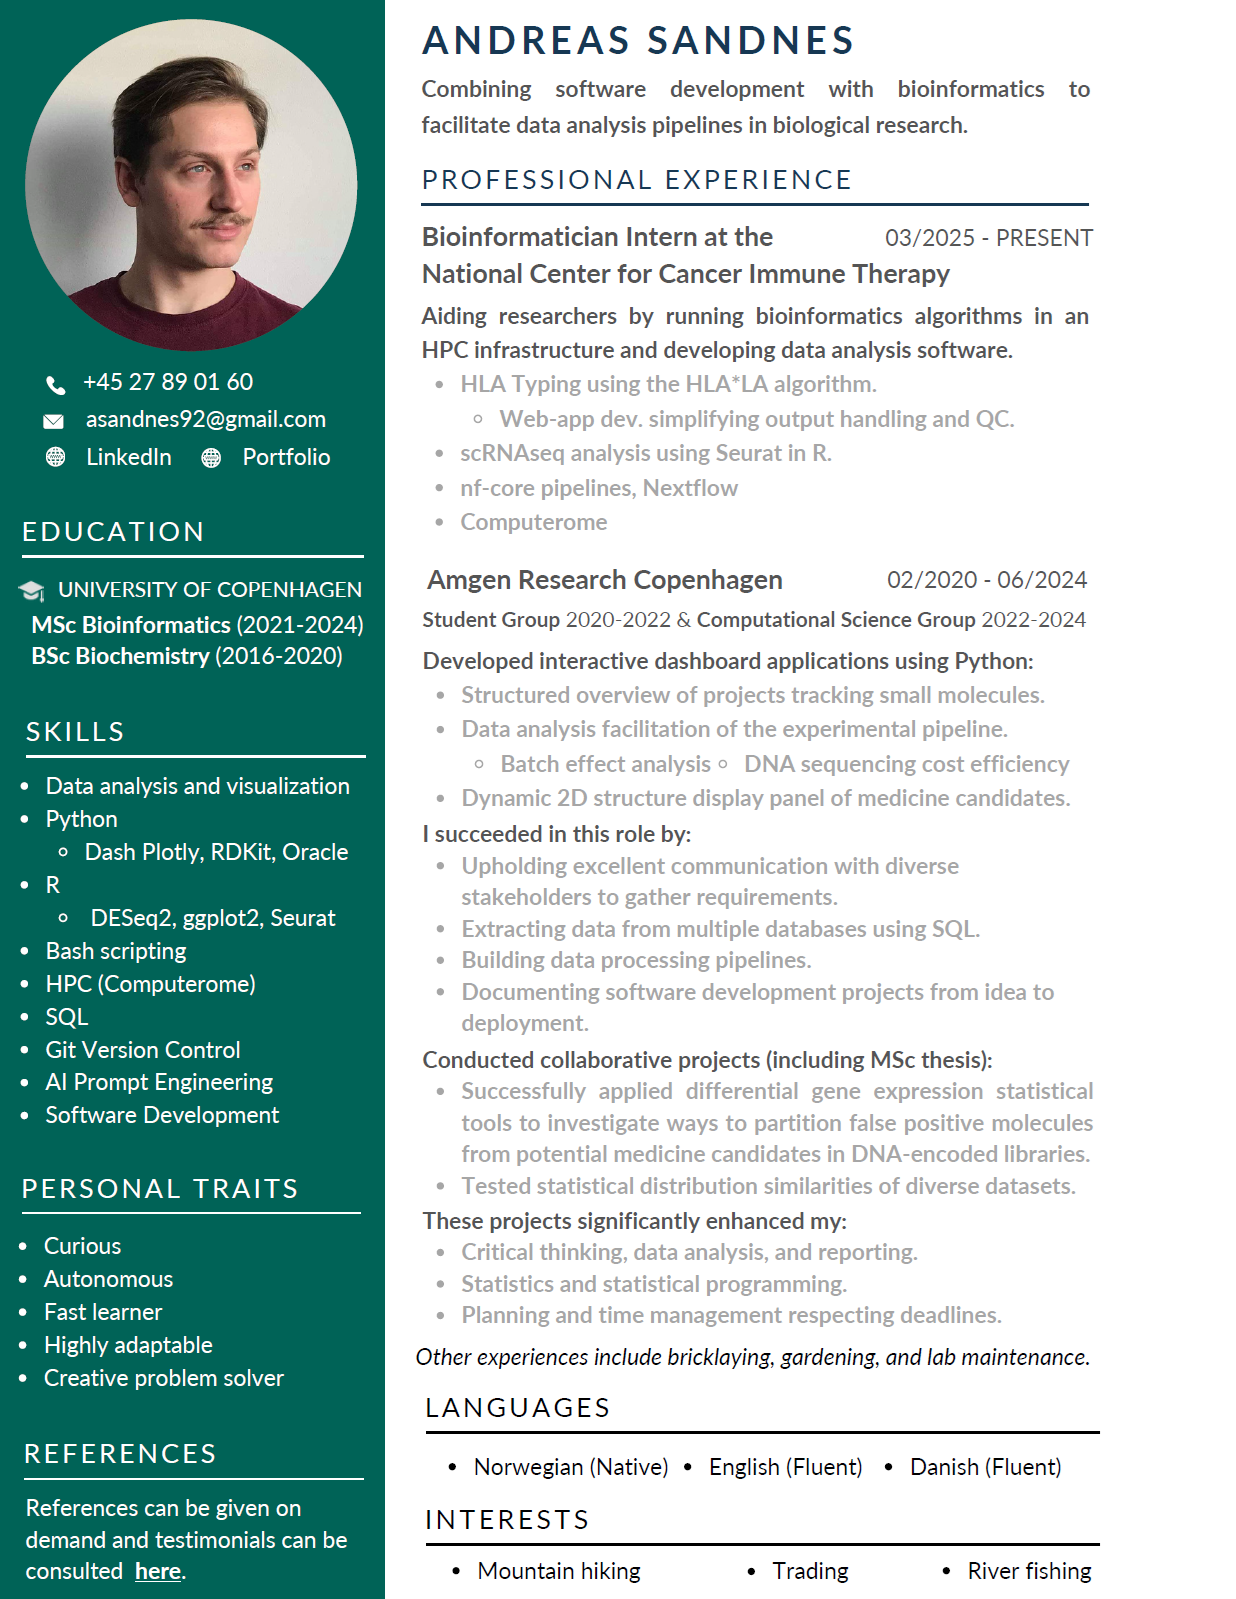 +45 27 89 01 60
asandnes92@gmail.com
LinkedIn Portfolio
EDUCATION
UNIVERSITY OF COPENHAGEN
MSc Bioinformatics (2021-2024)
BSc Biochemistry (2016-2020)
SKILLS
• Data analysis and visualization
• Python
◦ Dash Plotly, RDKit, Oracle
• R
◦ DESeq2, ggplot2, Seurat
• Bash scripting
• HPC (Computerome)
• SQL
• Git Version Control
• AI Prompt Engineering
• Software Development
PERSONAL TRAITS
• Curious
• Autonomous
• Fast learner
• Highly adaptable
• Creative problem solver
REFERENCES
References can be given on
demand and testimonials can be
consulted here.
ANDREAS SANDNES
Combining software development with bioinformatics to
facilitate data analysis pipelines in biological research.
PROFESSIONAL EXPERIENCE
Bioinformatician Intern at the 03/2025 - PRESENT
National Center for Cancer Immune Therapy
Aiding researchers by running bioinformatics algorithms in an
HPC infrastructure and developing data analysis software.
• HLA Typing using the HLA*LA algorithm.
◦ Web-app dev. simplifying output handling and QC.
• scRNAseq analysis using Seurat in R.
• nf-core pipelines, Nextflow
• Computerome
Amgen Research Copenhagen 02/2020 - 06/2024
Student Group 2020-2022 & Computational Science Group 2022-2024
Developed interactive dashboard applications using Python:
• Structured overview of projects tracking small molecules.
• Data analysis facilitation of the experimental pipeline.
◦ Batch effect analysis ◦ DNA sequencing cost efficiency
• Dynamic 2D structure display panel of medicine candidates.
I succeeded in this role by:
• Upholding excellent communication with diverse
stakeholders to gather requirements.
• Extracting data from multiple databases using SQL.
• Building data processing pipelines.
• Documenting software development projects from idea to
deployment.
Conducted collaborative projects (including MSc thesis):
• Successfully applied differential gene expression statistical
tools to investigate ways to partition false positive molecules
from potential medicine candidates in DNA-encoded libraries.
• Tested statistical distribution similarities of diverse datasets.
These projects significantly enhanced my:
• Critical thinking, data analysis, and reporting.
• Statistics and statistical programming.
• Planning and time management respecting deadlines.
Other experiences include bricklaying, gardening, and lab maintenance.
LANGUAGES
• Norwegian (Native) • English (Fluent) • Danish (Fluent)
INTERESTS
• Mountain hiking • Trading • River fishing